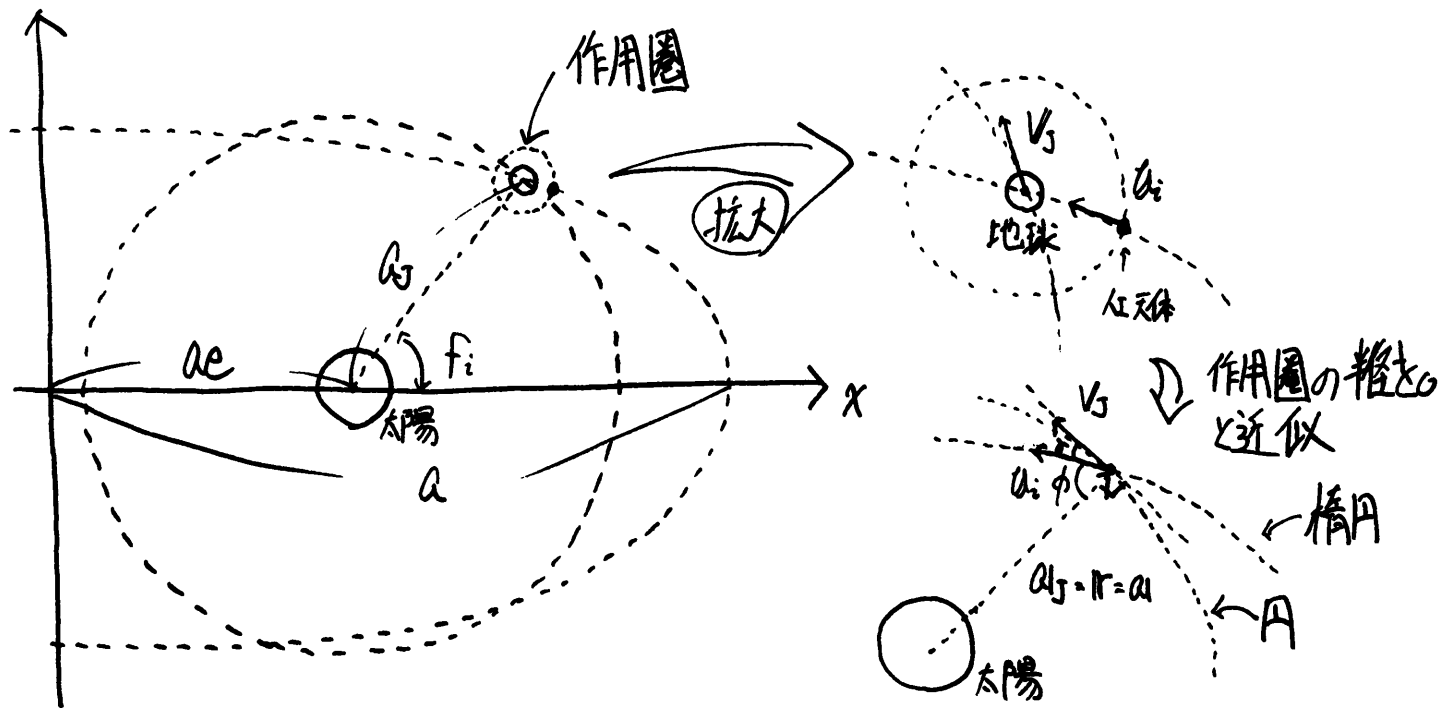 作用圏
拡大
a_J
ae
f_i
太陽
x
a
V_J
u_i
地球
人工天体
作用圏の半径を0
と近似
V_J
u_i
楕円
円
太陽